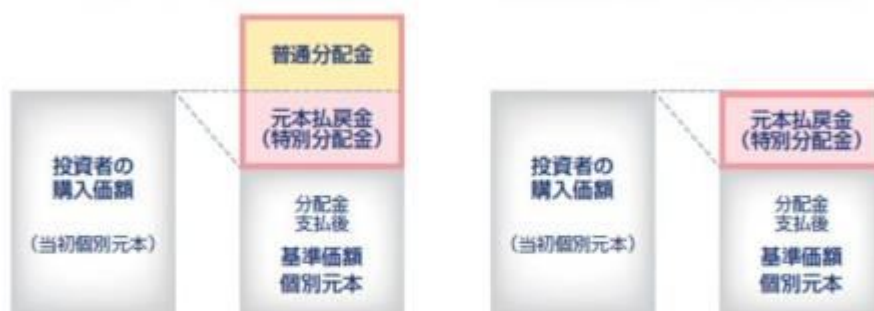 普通分配金
元本払戻金
(特別分配金)
投資者の
購入価額
(当初個別元本)
分配金
支払後
基準価額
個別元本
元本払戻金
(特別分配金)
投資者の
購入価額
(当初個別元本)
分配金
支払後
基準価額
個別元本